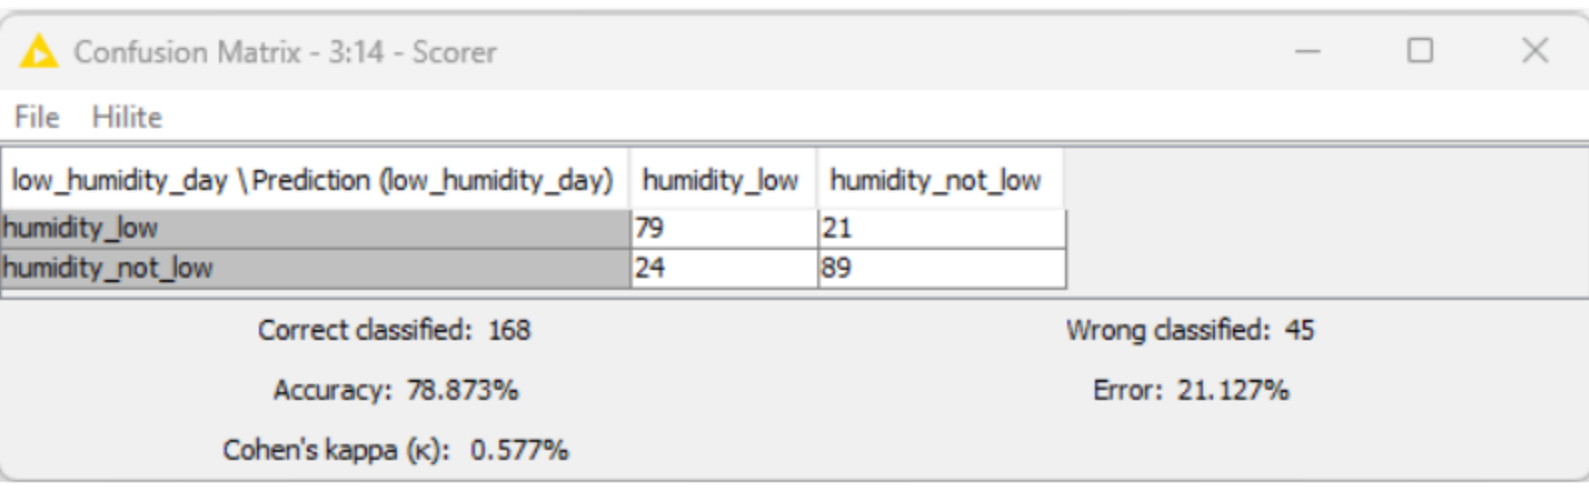 Confusion Matrix - 3:14 - Scorer
File Hilite
low_humidity_day \ Prediction (low_humidity_day) humidity_low humidity_not_low
humidity_low 79 21
humidity_not_low 24 89
Correct classified: 168 Wrong classified: 45
Accuracy: 78.873% Error: 21.127%
Cohen's kappa (κ): 0.577%